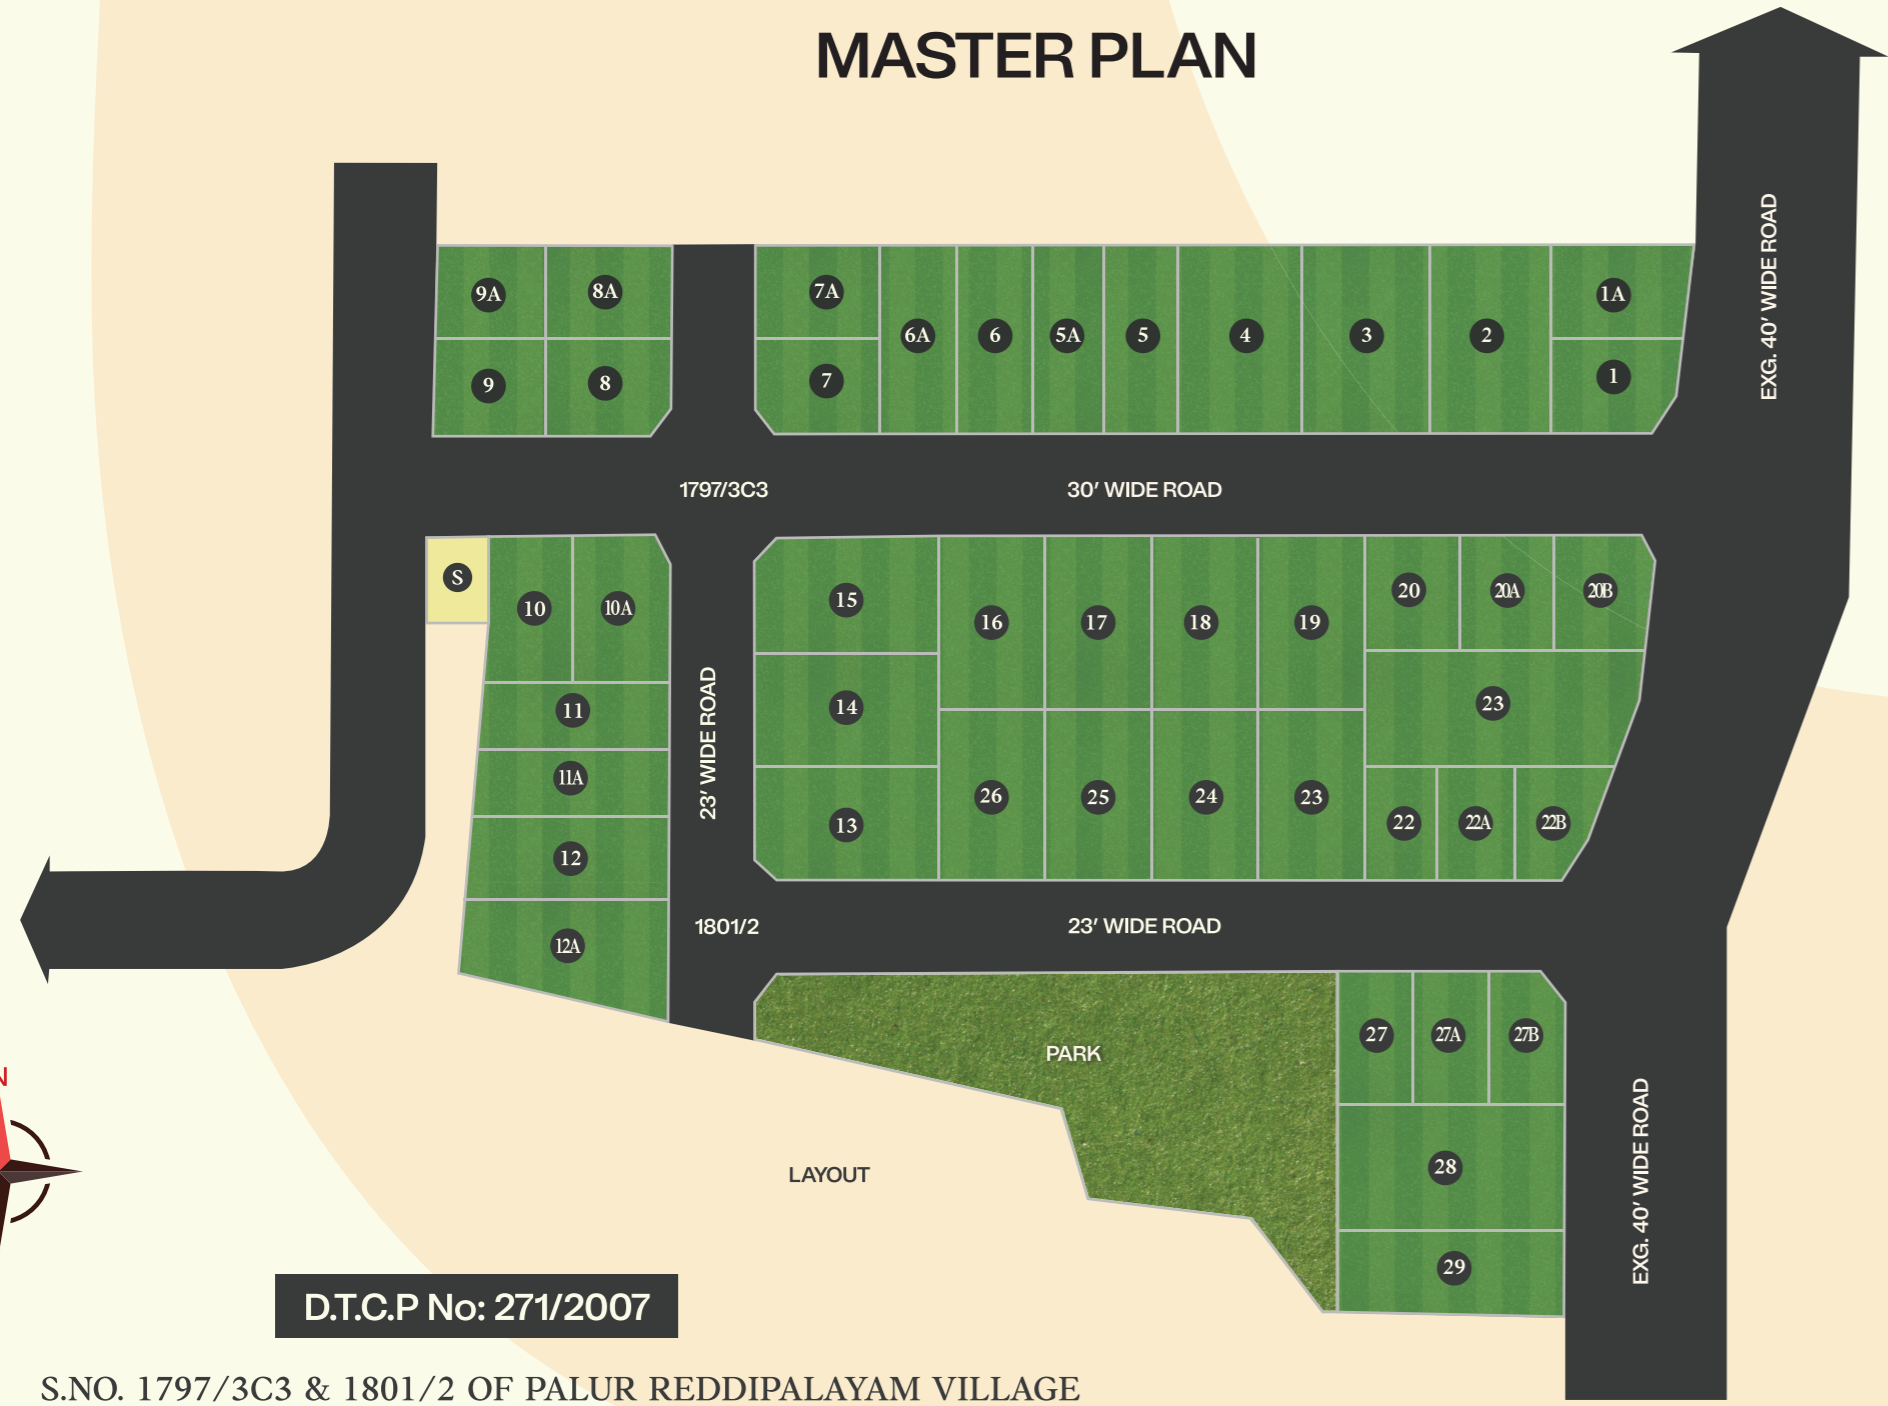 MASTER PLAN
EXG. 40' WIDE ROAD
9A
8A
7A
6A
6
5A
5
4
3
2
1A
9
8
7
1
1797/3C3
30' WIDE ROAD
S
10
10A
15
16
17
18
19
20
20A
20B
11
14
23
11A
23' WIDE ROAD
12
13
26
25
24
23
22
22A
22B
12A
1801/2
23' WIDE ROAD
PARK
27
27A
27B
28
29
EXG. 40' WIDE ROAD
N
LAYOUT
D.T.C.P No: 271/2007
S.NO. 1797/3C3 & 1801/2 OF PALUR REDDIPALAYAM VILLAGE